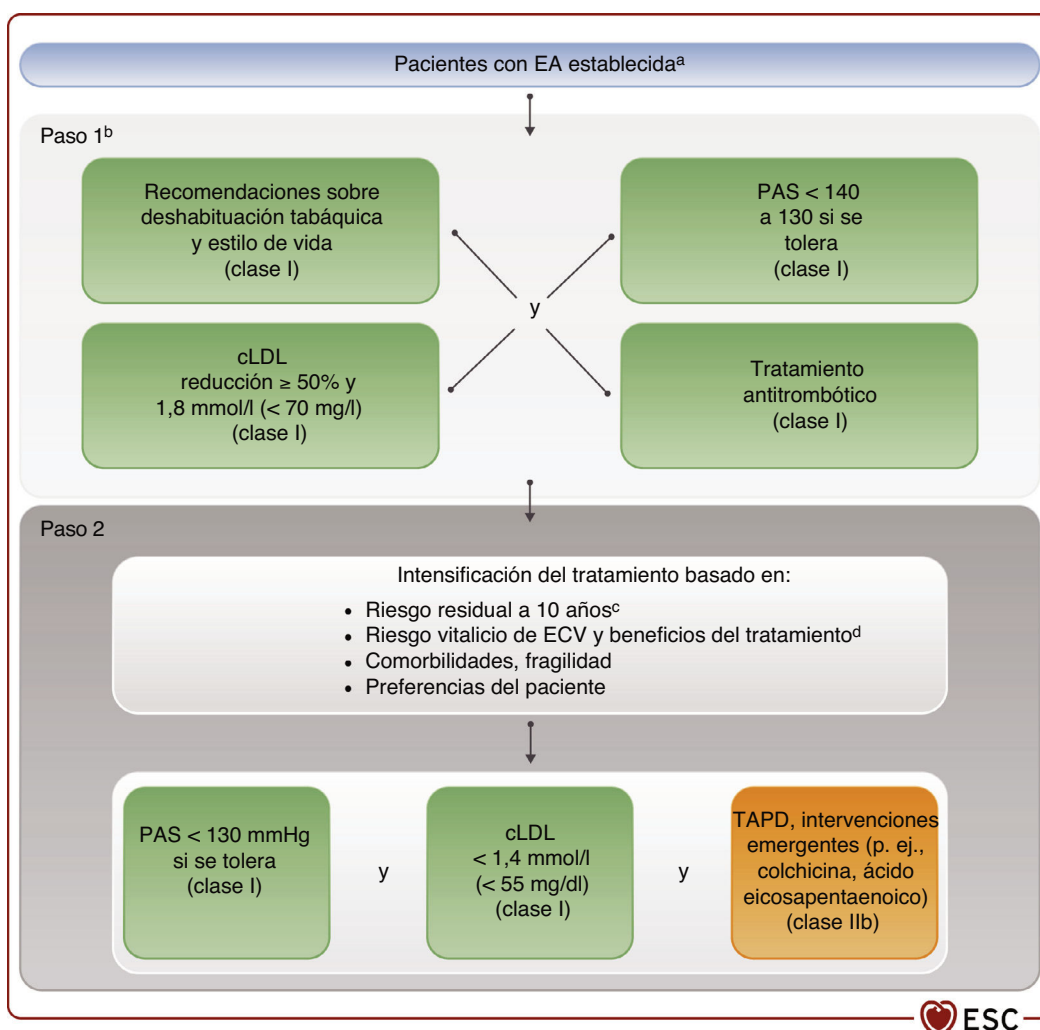 Pacientes con EA establecidaᵃ
Paso 1ᵇ
Recomendaciones sobre
deshabituación tabáquica
y estilo de vida
(clase I)
PAS < 140
a 130 si se
tolera
(clase I)
y
cLDL
reducción ≥ 50% y
1,8 mmol/l (< 70 mg/l)
(clase I)
Tratamiento
antitrombótico
(clase I)
Paso 2
Intensificación del tratamiento basado en:
• Riesgo residual a 10 añosᶜ
• Riesgo vitalicio de ECV y beneficios del tratamientoᵈ
• Comorbilidades, fragilidad
• Preferencias del paciente
PAS < 130 mmHg
si se tolera
(clase I)
y
cLDL
< 1,4 mmol/l
(< 55 mg/dl)
(clase I)
y
TAPD, intervenciones
emergentes (p. ej.,
colchicina, ácido
eicosapentaenoico)
(clase IIb)
ESC